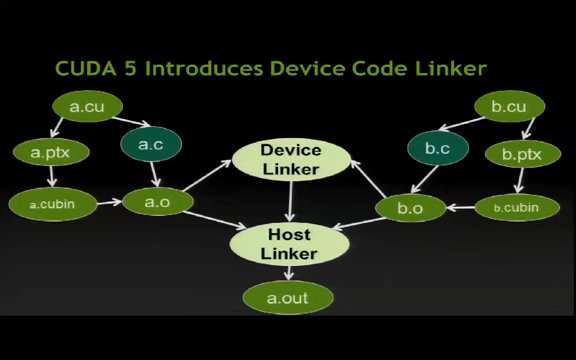 CUDA 5 Introduces Device Code Linker
a.cu
b.cu
a.ptx
a.c
Device
Linker
b.c
b.ptx
a.cubin
a.o
b.o
b.cubin
Host
Linker
a.out